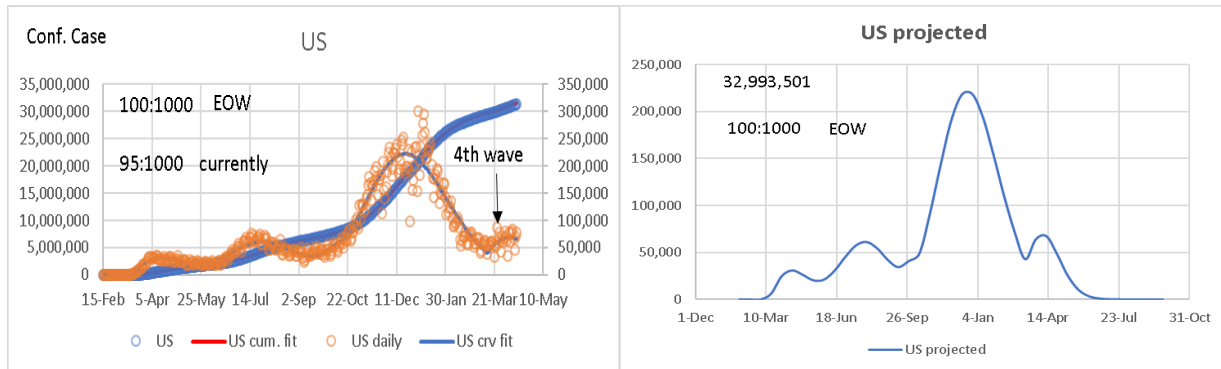 Conf. Case
US
35,000,000
30,000,000
25,000,000
20,000,000
15,000,000
10,000,000
5,000,000
0
350,000
300,000
250,000
200,000
150,000
100,000
50,000
0
100:1000 EOW
95:1000 currently
4th wave
15-Feb 5-Apr 25-May 14-Jul 2-Sep 22-Oct 11-Dec 30-Jan 21-Mar 10-May
US US cum. fit US daily US crv fit
US projected
250,000
200,000
150,000
100,000
50,000
0
32,993,501
100:1000 EOW
1-Dec 10-Mar 18-Jun 26-Sep 4-Jan 14-Apr 23-Jul 31-Oct
US projected